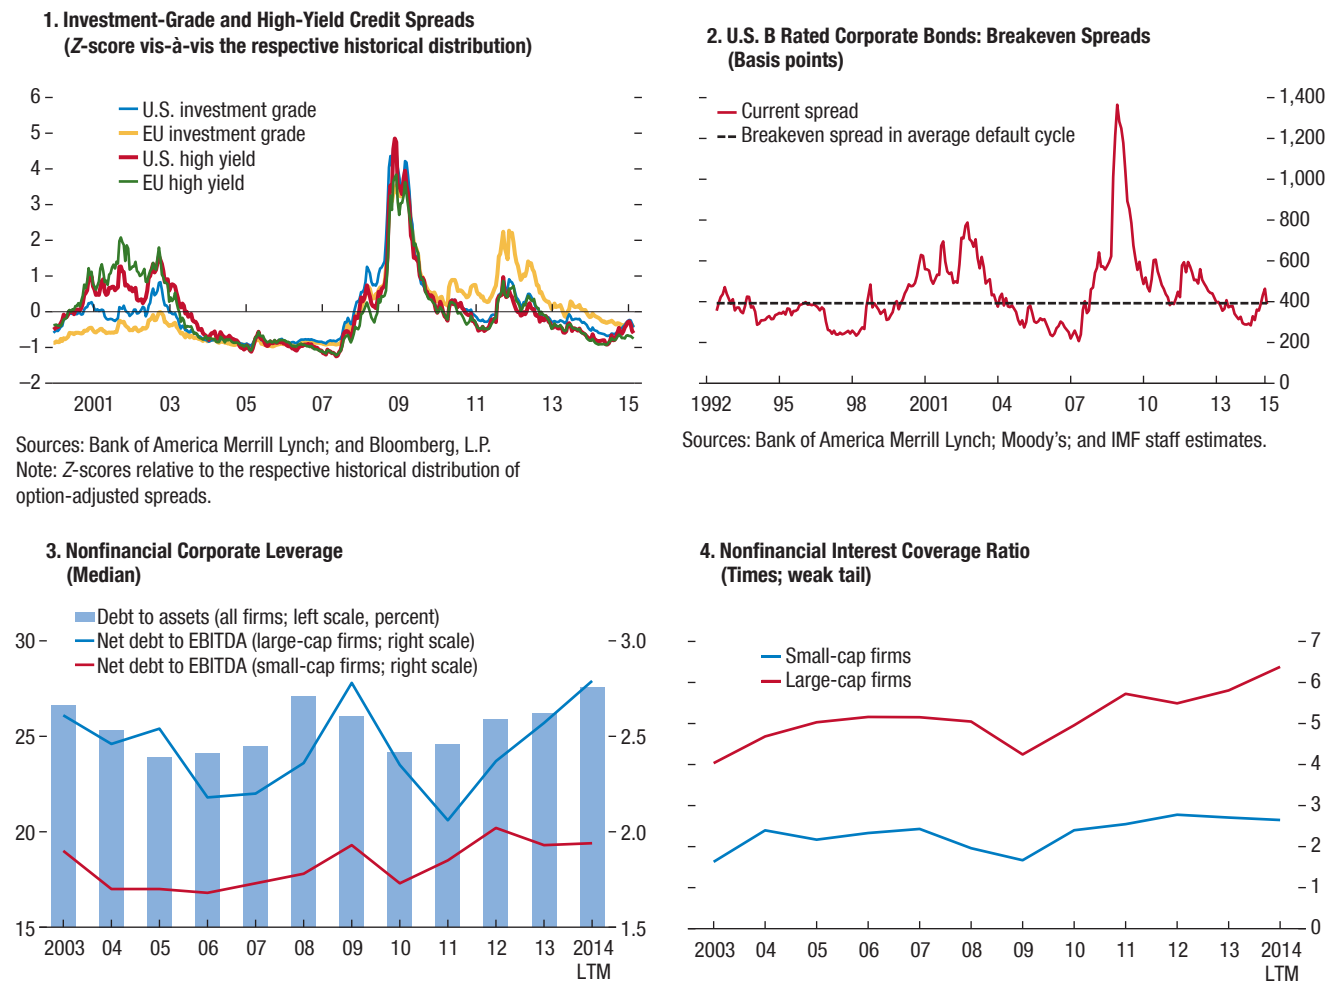 1. Investment-Grade and High-Yield Credit Spreads
(Z-score vis-à-vis the respective historical distribution)
6
5
4
3
2
1
0
–1
–2
U.S. investment grade
EU investment grade
U.S. high yield
EU high yield
2001 03 05 07 09 11 13 15
Sources: Bank of America Merrill Lynch; and Bloomberg, L.P.
Note: Z-scores relative to the respective historical distribution of
option-adjusted spreads.
2. U.S. B Rated Corporate Bonds: Breakeven Spreads
(Basis points)
Current spread
Breakeven spread in average default cycle
1,400
1,200
1,000
800
600
400
200
0
1992 95 98 2001 04 07 10 13 15
Sources: Bank of America Merrill Lynch; Moody's; and IMF staff estimates.
3. Nonfinancial Corporate Leverage
(Median)
Debt to assets (all firms; left scale, percent)
Net debt to EBITDA (large-cap firms; right scale)
Net debt to EBITDA (small-cap firms; right scale)
30
25
20
15
3.0
2.5
2.0
1.5
2003 04 05 06 07 08 09 10 11 12 13 2014
LTM
4. Nonfinancial Interest Coverage Ratio
(Times; weak tail)
Small-cap firms
Large-cap firms
7
6
5
4
3
2
1
0
2003 04 05 06 07 08 09 10 11 12 13 2014
LTM